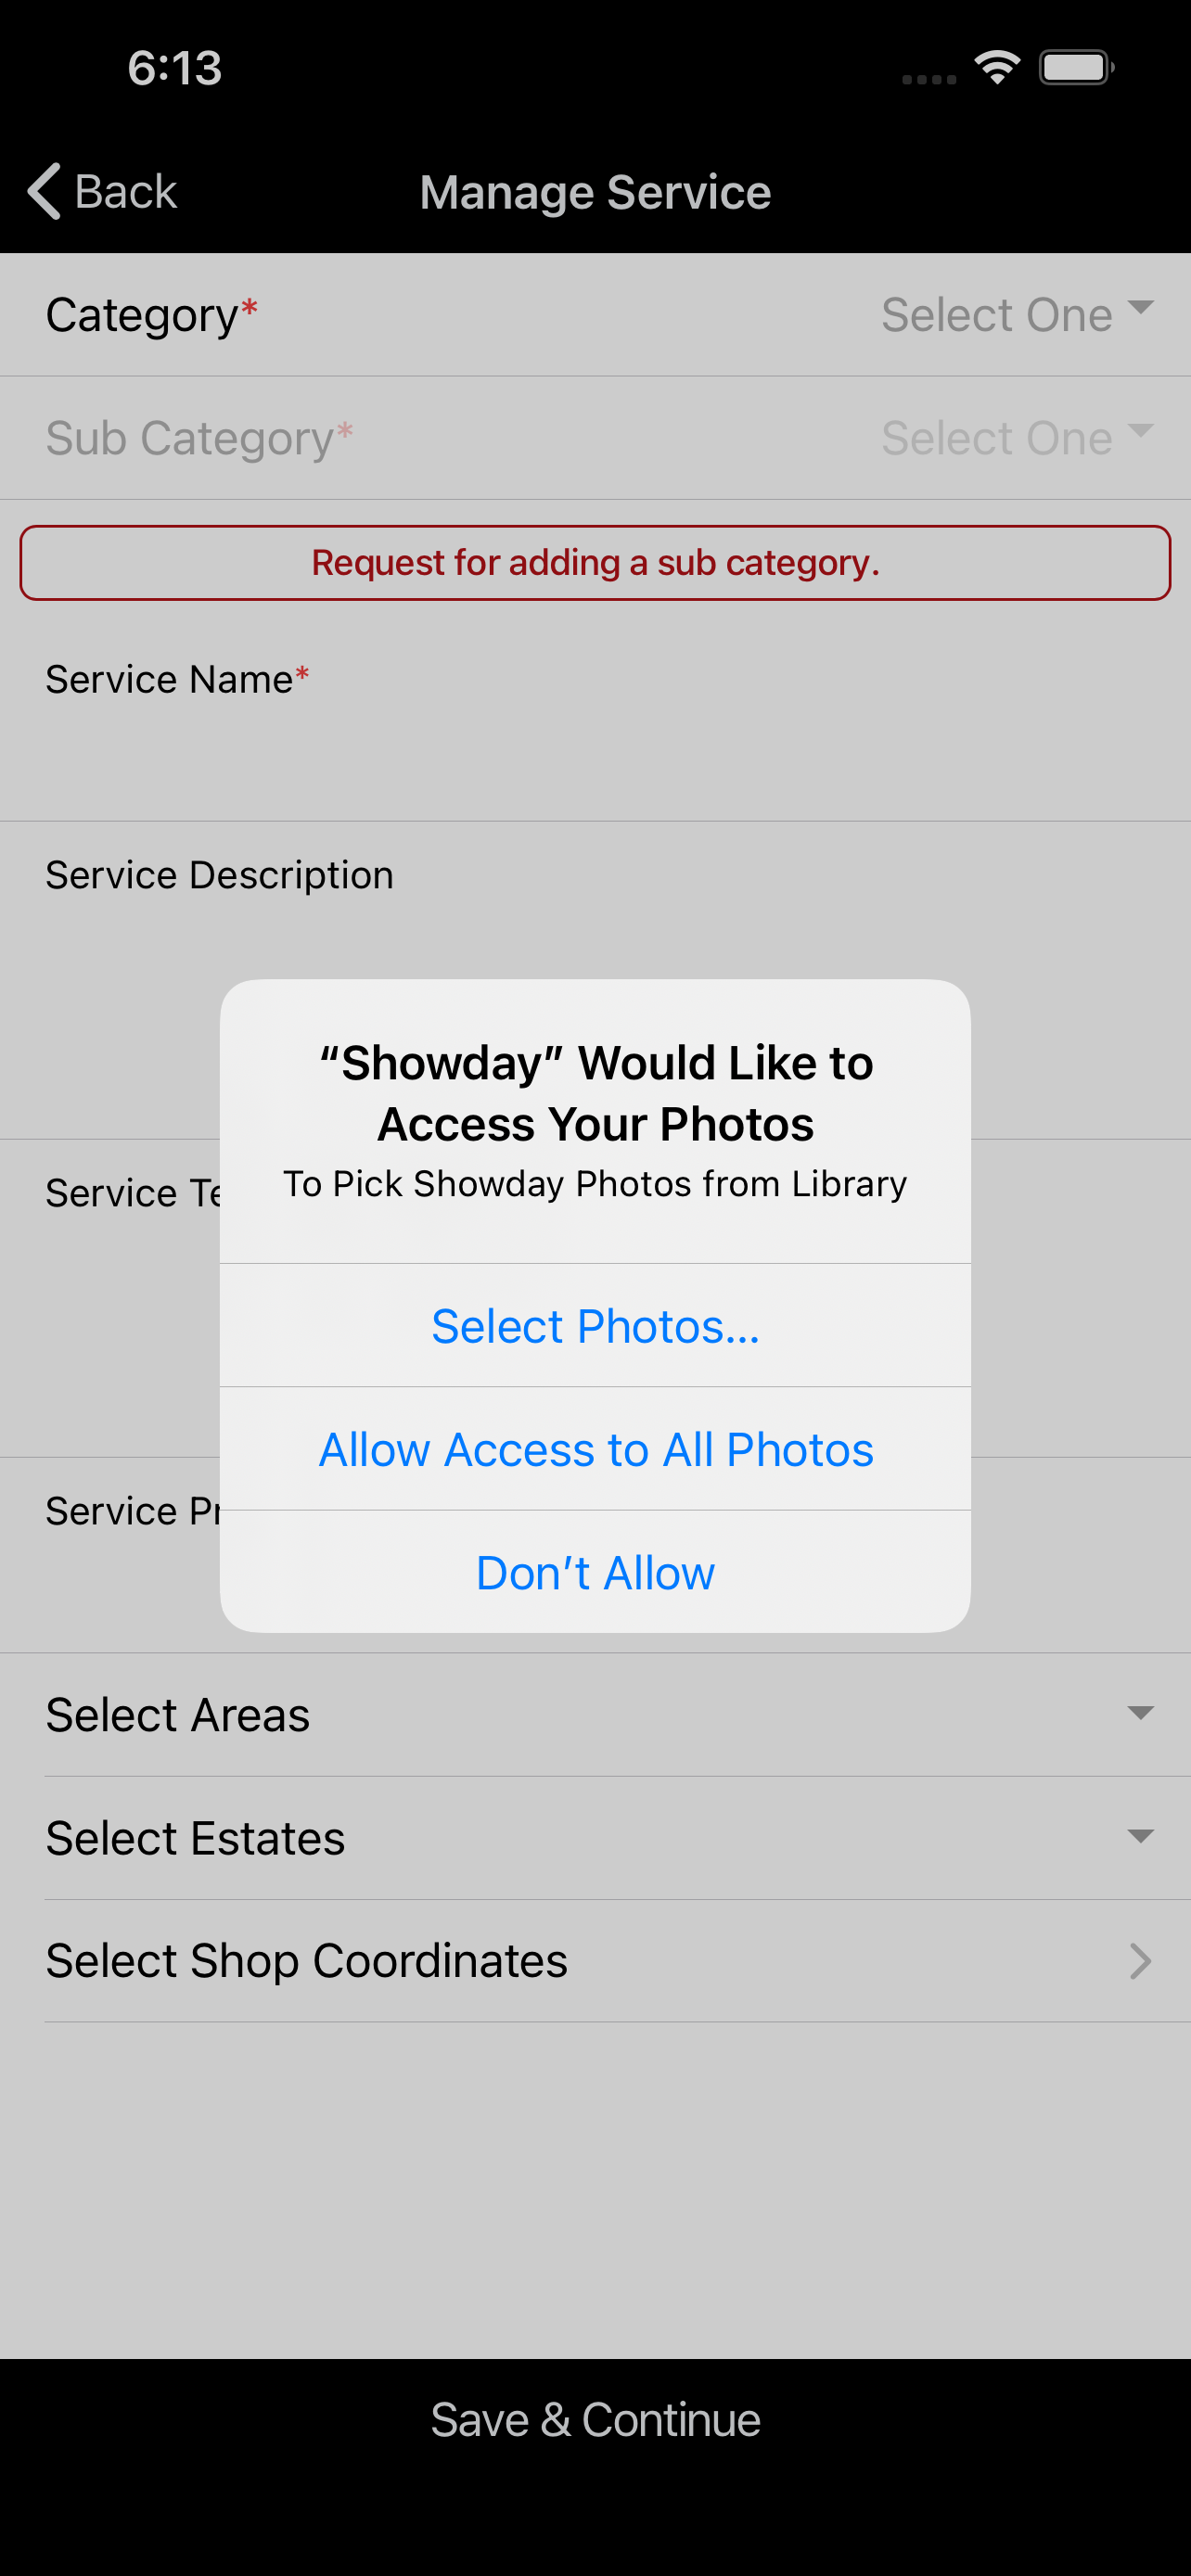 6:13
Back
Manage Service
Category*
Select One
Sub Category*
Select One
Request for adding a sub category.
Service Name*
Service Description
“Showday” Would Like to
Access Your Photos
To Pick Showday Photos from Library
Service
Select Photos...
Allow Access to All Photos
Service
Don’t Allow
Select Areas
Select Estates
Select Shop Coordinates
Save & Continue